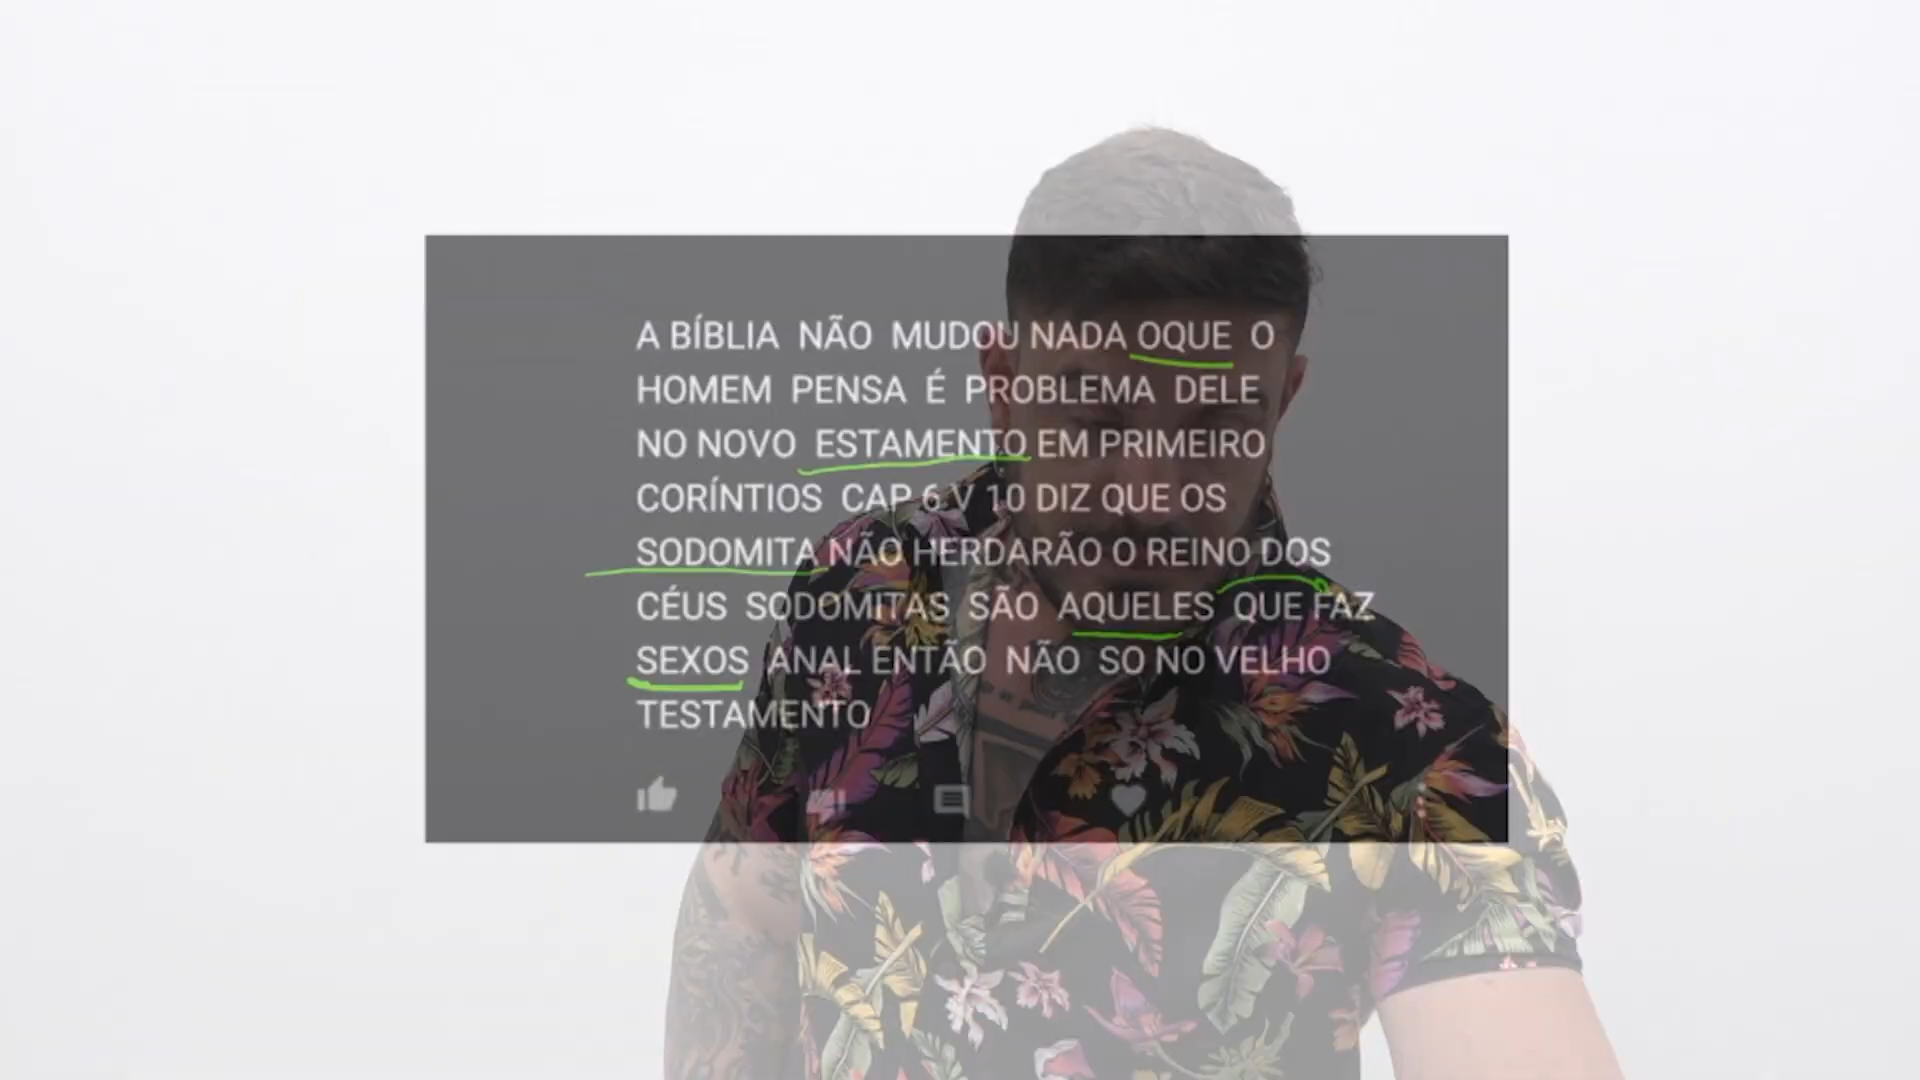 A BÍBLIA NÃO MUDOU NADA OQUE O
HOMEM PENSA É PROBLEMA DELE
NO NOVO ESTAMENTO EM PRIMEIRO
CORÍNTIOS CAP 6 V 10 DIZ QUE OS
SODOMITA NÃO HERDARÃO O REINO DOS
CÉUS SODOMITAS SÃO AQUELES QUE FAZ
SEXOS ANAL ENTÃO NÃO SO NO VELHO
TESTAMENTO